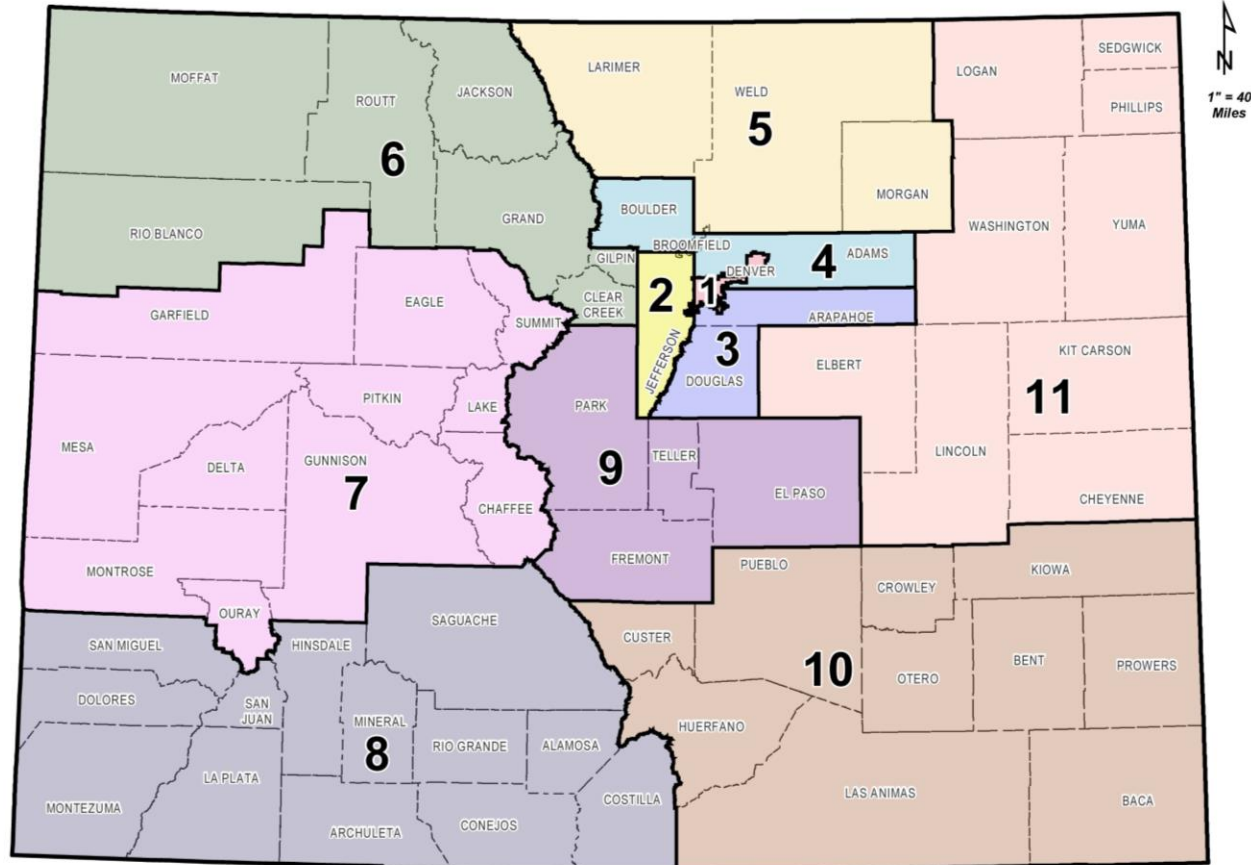 N
1" = 40
Miles
SEDGWICK
LARIMER
LOGAN
MOFFAT
JACKSON
WELD
ROUTT
PHILLIPS
5
6
MORGAN
BOULDER
GRAND
WASHINGTON
YUMA
RIO BLANCO
BROOMFIELD
ADAMS
GILPIN
4
DENVER
1
2
CLEAR
CREEK
EAGLE
GARFIELD
SUMMIT
ARAPAHOE
3
JEFFERSON
KIT CARSON
ELBERT
DOUGLAS
PITKIN
11
LAKE
PARK
MESA
TELLER
LINCOLN
GUNNISON
DELTA
9
7
EL PASO
CHEYENNE
CHAFFEE
FREMONT
PUEBLO
MONTROSE
KIOWA
CROWLEY
OURAY
SAGUACHE
CUSTER
SAN MIGUEL
HINSDALE
BENT
PROWERS
10
OTERO
DOLORES
SAN
JUAN
MINERAL
HUERFANO
RIO GRANDE
ALAMOSA
8
LA PLATA
LAS ANIMAS
COSTILLA
BACA
MONTEZUMA
CONEJOS
ARCHULETA